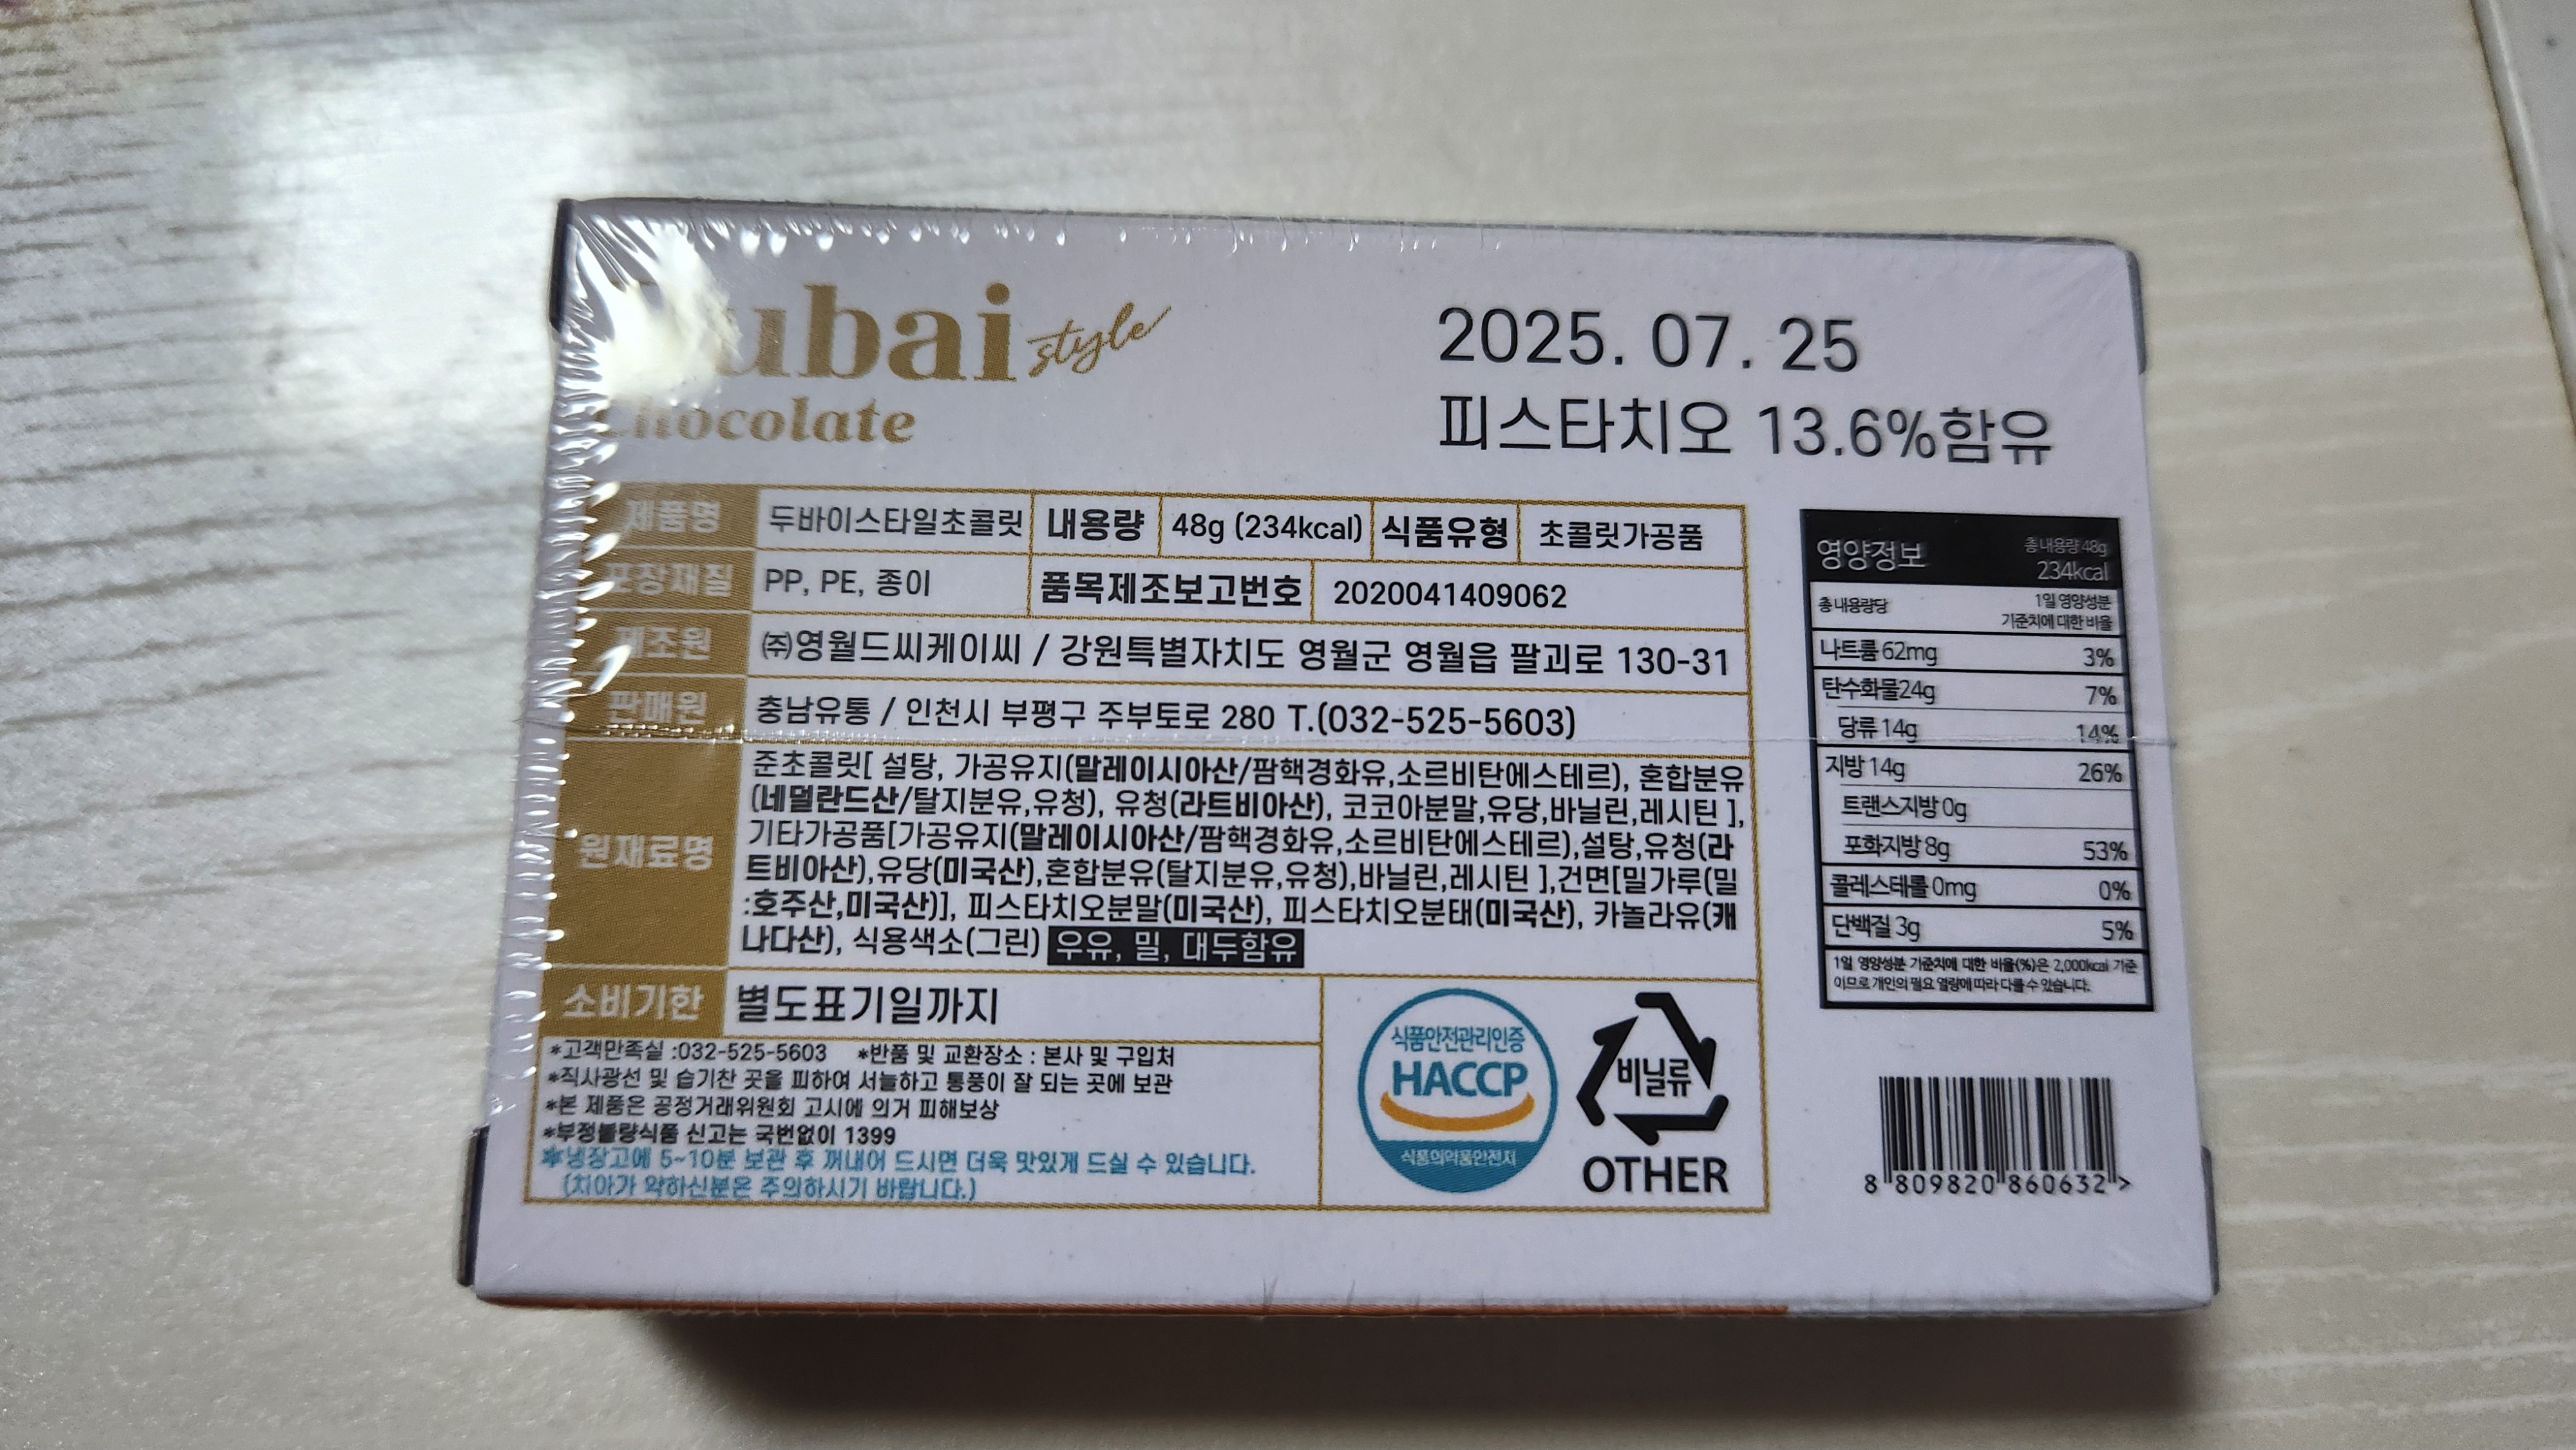 ubai style
Chocolate
2025. 07. 25
피스타치오 13.6%함유
제품명 두바이스타일초콜릿 내용량 48g (234kcal) 식품유형 초콜릿가공품
포장재질 PP, PE, 종이 품목제조보고번호 2020041409062
제조원 ㈜영월드씨케이씨 / 강원특별자치도 영월군 영월읍 팔괴로 130-31
판매원 충남유통 / 인천시 부평구 주부토로 280 T.(032-525-5603)
원재료명
준초콜릿[ 설탕, 가공유지(말레이시아산/팜핵경화유,소르비탄에스테르), 혼합분유
(네덜란드산/탈지분유,유청), 유청(라트비아산), 코코아분말,유당,바닐린,레시틴 ],
기타가공품[가공유지(말레이시아산/팜핵경화유,소르비탄에스테르),설탕,유청(라
트비아산),유당(미국산),혼합분유(탈지분유,유청),바닐린,레시틴 ],건면[밀가루(밀
:호주산,미국산)], 피스타치오분말(미국산), 피스타치오분태(미국산), 카놀라유(캐
나다산), 식용색소(그린) 우유, 밀, 대두함유
소비기한 별도표기일까지
*고객만족실 :032-525-5603 *반품 및 교환장소 : 본사 및 구입처
*직사광선 및 습기찬 곳을 피하여 서늘하고 통풍이 잘 되는 곳에 보관
*본 제품은 공정거래위원회 고시에 의거 피해보상
*부정불량식품 신고는 국번없이 1399
*냉장고에 5~10분 보관 후 꺼내어 드시면 더욱 맛있게 드실 수 있습니다.
(치아가 약하신분은 주의하시기 바랍니다.)
식품안전관리인증
HACCP
식품의약품안전처
비닐류
OTHER
영양정보 총 내용량 48g
234kcal
총 내용량당 1일 영양성분
기준치에 대한 비율
나트륨 62mg 3%
탄수화물24g 7%
당류 14g 14%
지방 14g 26%
트랜스지방 0g
포화지방 8g 53%
콜레스테롤 0mg 0%
단백질 3g 5%
1일 영양성분 기준치에 대한 비율(%)은 2,000kcal 기준
이므로 개인의 필요 열량에 따라 다를 수 있습니다.
8 809820 860632 >